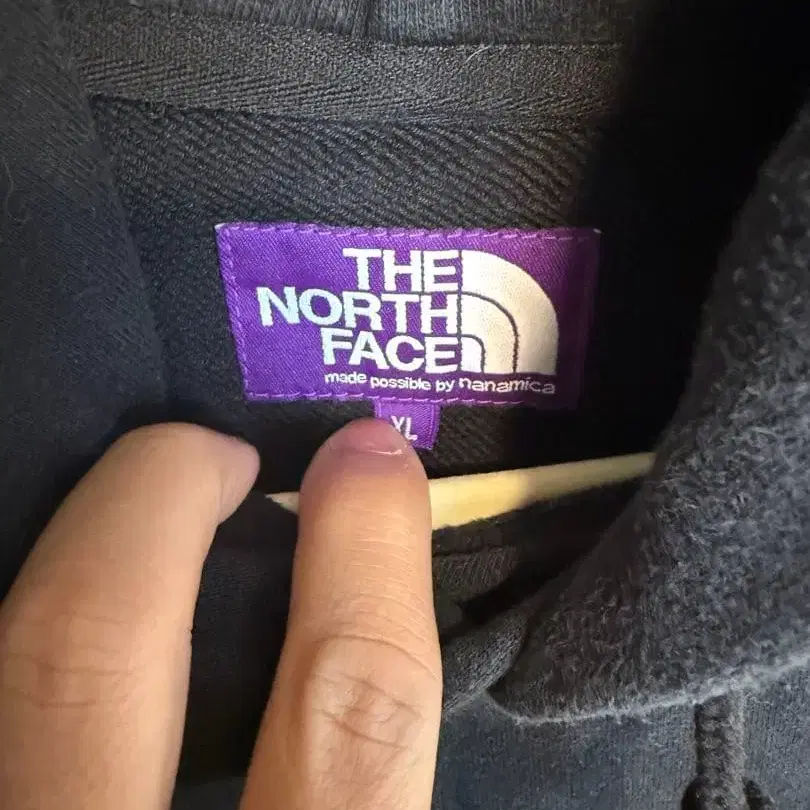 THE
NORTH
FACE
made possible by nanamica
XL